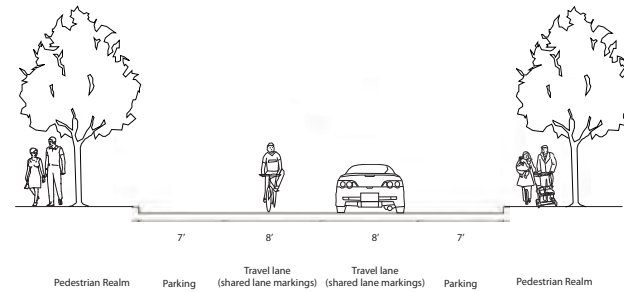 7’ 8’ 8’ 7’
Pedestrian Realm
Parking
Travel lane
(shared lane markings)
Travel lane
(shared lane markings)
Parking
Pedestrian Realm